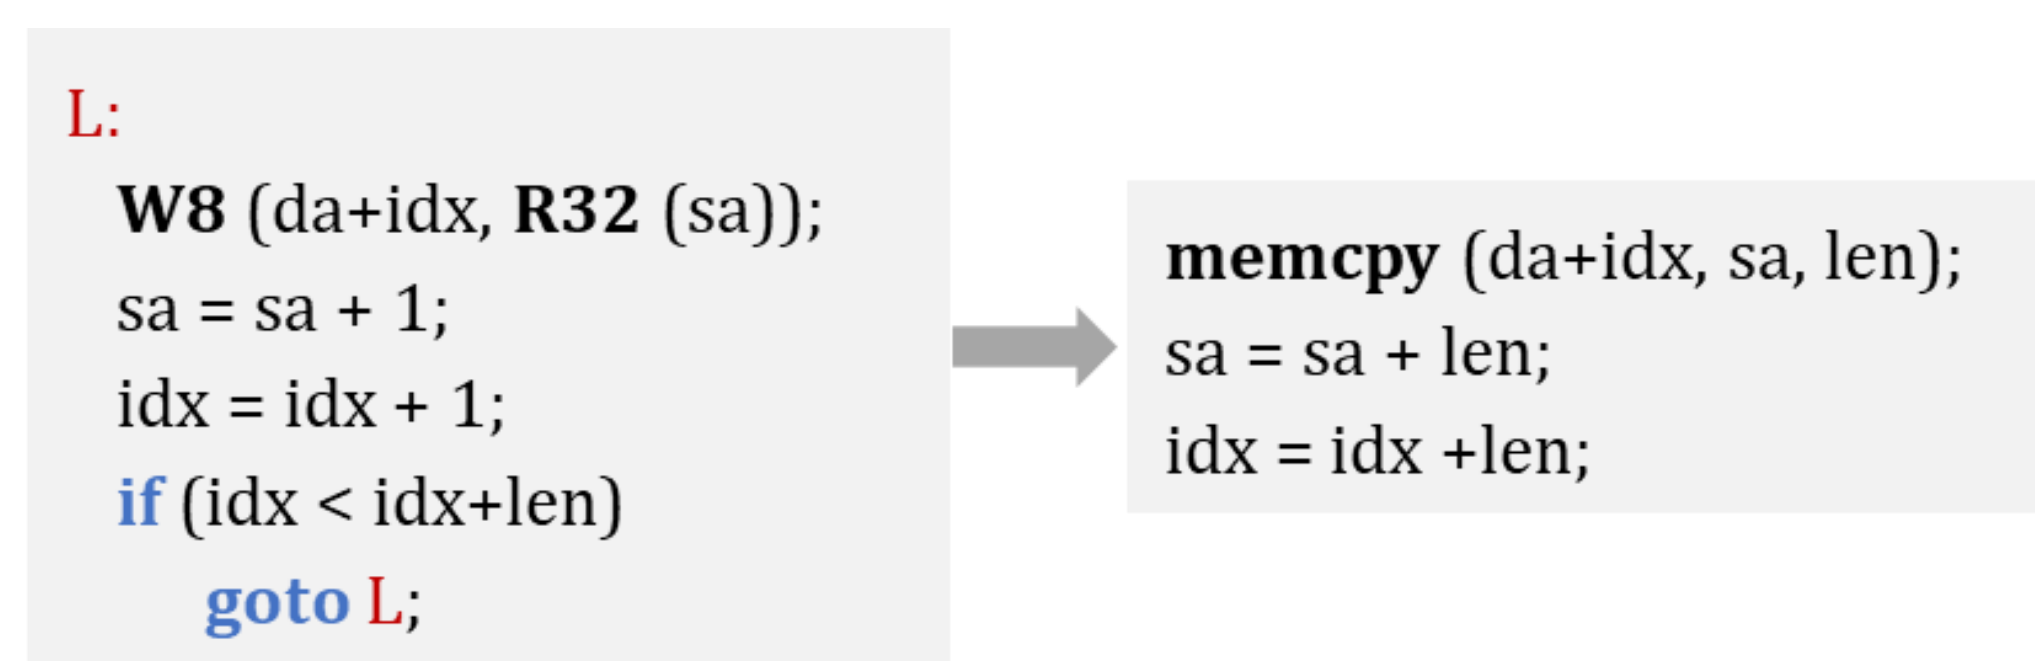 L:
W8 (da+idx, R32 (sa));
sa = sa + 1;
idx = idx + 1;
if (idx < idx+len)
goto L;
memcpy (da+idx, sa, len);
sa = sa + len;
idx = idx +len;